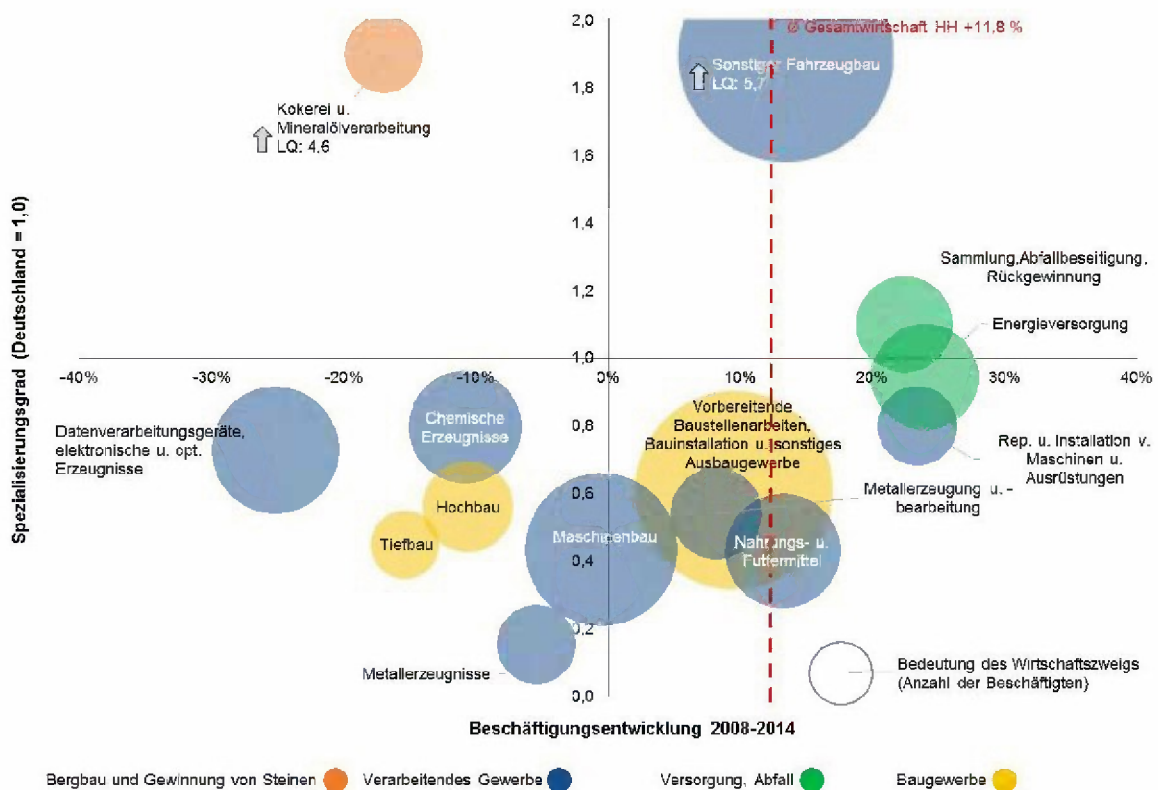 2,0
Ø Gesamtwirtschaft HH +11,8 %
1,8
1,6
1,4
1,2
1,0
0,8
0,6
0,4
0,2
0,0
Spezialisierungsgrad (Deutschland = 1,0)
Kokerei u.
Mineralölverarbeitung
LQ: 4,6
Sonstiger Fahrzeugbau
LQ: 5,7
Sammlung,Abfallbeseitigung,
Rückgewinnung
Energieversorgung
-40%
-30%
-20%
-10%
0%
10%
20%
30%
40%
Datenverarbeitungsgeräte,
elektronische u. opt.
Erzeugnisse
Chemische
Erzeugnisse
Vorbereitende
Baustellenarbeiten,
Bauinstallation u. sonstiges
Ausbaugewerbe
Rep. u. Installation v.
Maschinen u.
Ausrüstungen
Hochbau
Tiefbau
Maschinenbau
Metallerzeugung u. -
bearbeitung
Nahrungs- u.
Futtermittel
Metallerzeugnisse
Bedeutung des Wirtschaftszweigs
(Anzahl der Beschäftigten)
Beschäftigungsentwicklung 2008-2014
Bergbau und Gewinnung von Steinen
Verarbeitendes Gewerbe
Versorgung, Abfall
Baugewerbe